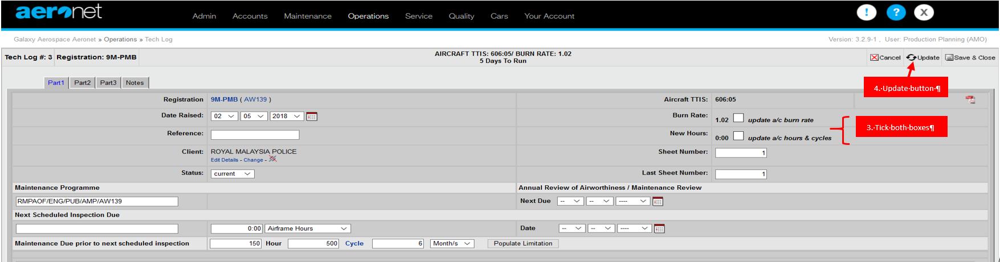 aeronet
Admin Accounts Maintenance Operations Service Quality Cars Your Account
! ? X
Galaxy Aerospace Aeronet » Operations » Tech Log
Version: 3.2.9-1 , User: Production Planning (AMO)
Tech Log #: 3 Registration: 9M-PMB
AIRCRAFT TTIS: 606:05/ BURN RATE: 1.02
5 Days To Run
Cancel Update Save & Close
4.·Update·button·¶
Part1 Part2 Part3 Notes
Registration 9M-PMB ( AW139 )
Aircraft TTIS: 606:05
Date Raised: 02 05 2018
Burn Rate: 1.02 update a/c burn rate
3.·Tick·both·boxes¶
Reference:
New Hours: 0:00 update a/c hours & cycles
Client: ROYAL MALAYSIA POLICE
Edit Details - Change -
Sheet Number: 1
Status: current
Last Sheet Number: 1
Maintenance Programme
Annual Review of Airworthiness / Maintenance Review
RMPAOF/ENG/PUB/AMP/AW139
Next Due -- -- ----
Next Scheduled Inspection Due
0:00 Airframe Hours
Date -- -- ----
Maintenance Due prior to next scheduled inspection 150 Hour 500 Cycle 6 Month/s Populate Limitation